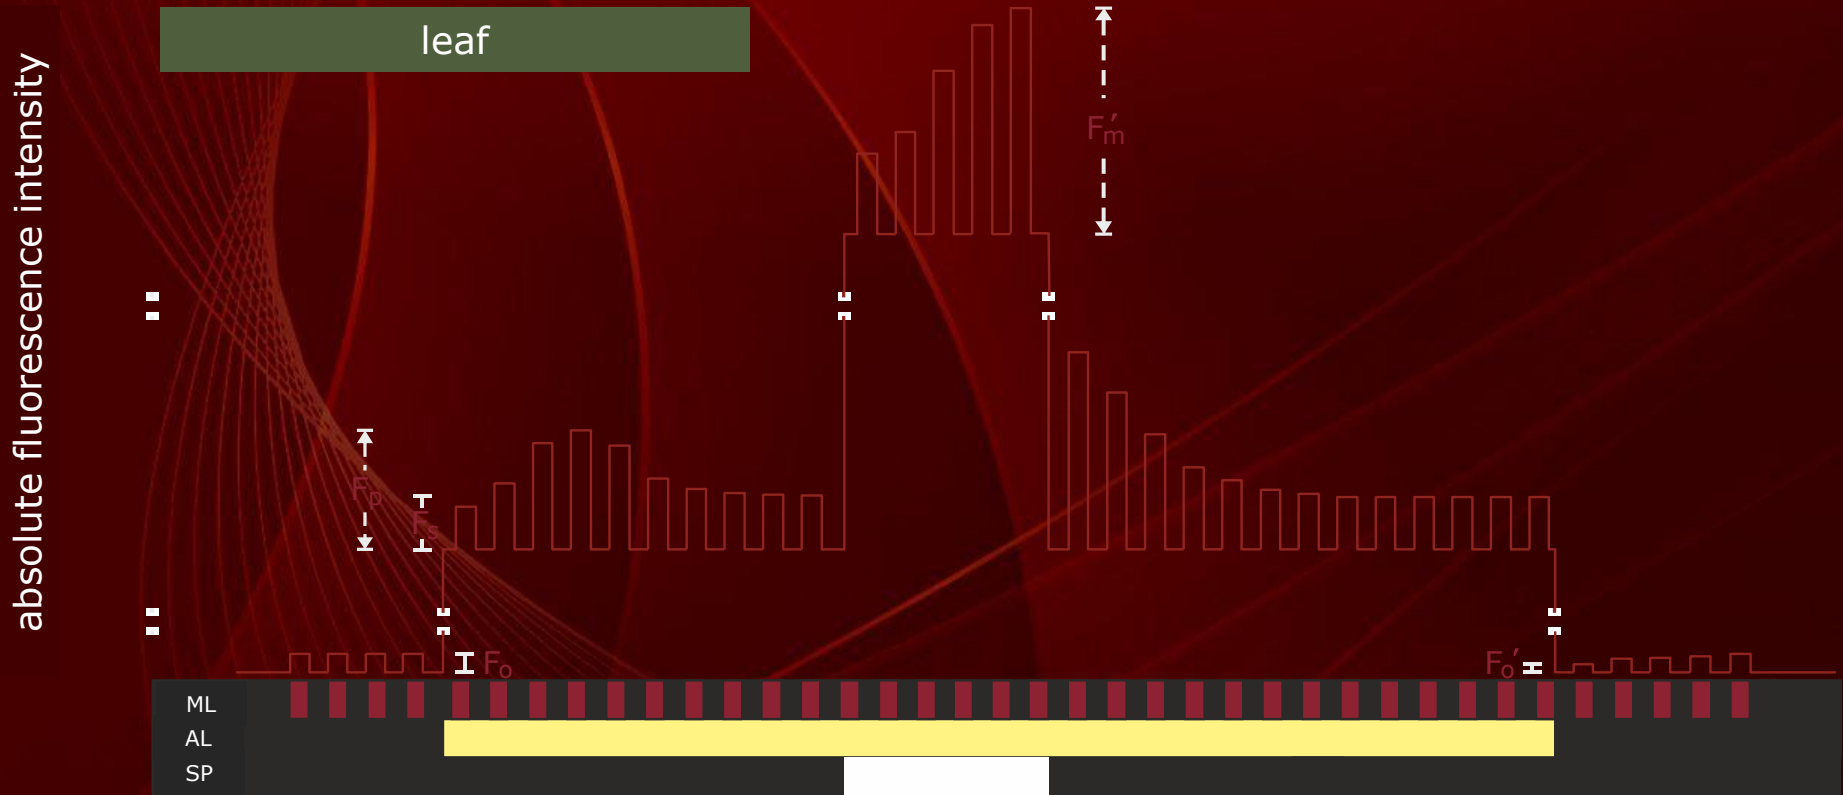 leaf
absolute fluorescence intensity
Fm′
Fp
Fs
Fo
Fo′
ML
AL
SP